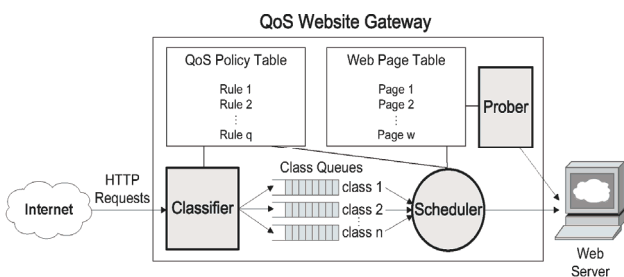 QoS Website Gateway
QoS Policy Table
Rule 1
Rule 2
Rule q
Web Page Table
Page 1
Page 2
Page w
Prober
HTTP
Requests
Internet
Classifier
Class Queues
class 1
class 2
class n
Scheduler
Web
Server